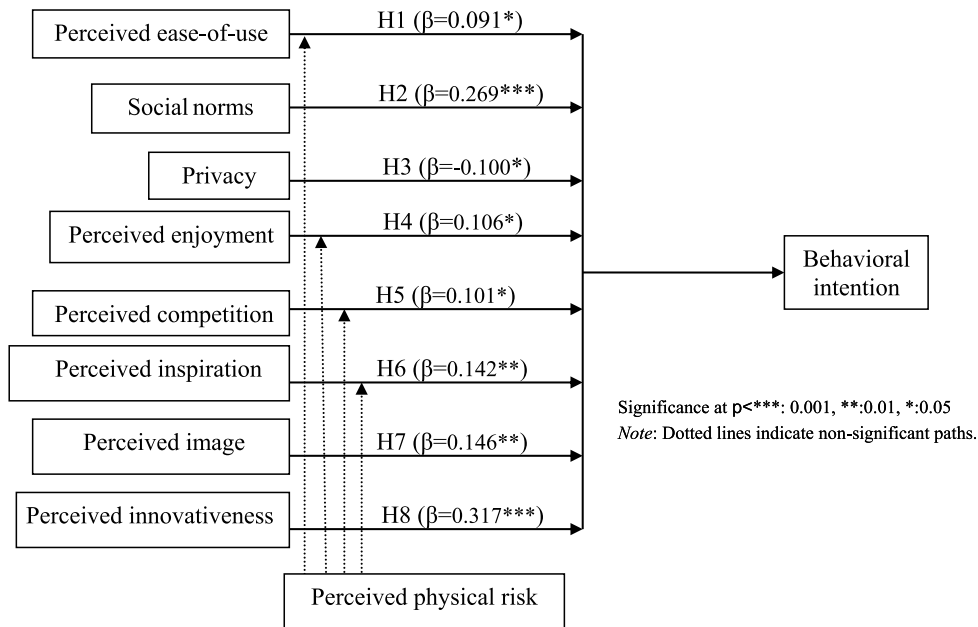 Perceived ease-of-use
H1 (β=0.091*)
Social norms
H2 (β=0.269***)
Privacy
H3 (β=-0.100*)
Perceived enjoyment
H4 (β=0.106*)
Behavioral
intention
Perceived competition
H5 (β=0.101*)
Perceived inspiration
H6 (β=0.142**)
Perceived image
H7 (β=0.146**)
Perceived innovativeness
H8 (β=0.317***)
Perceived physical risk
Significance at p<***: 0.001, **:0.01, *:0.05
Note: Dotted lines indicate non-significant paths.